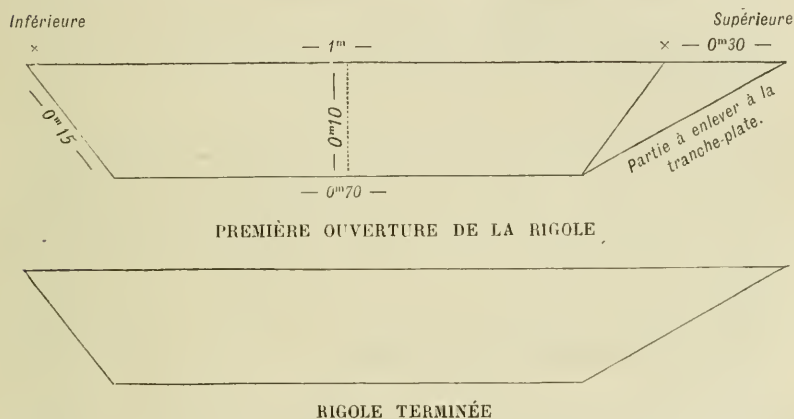 Inférieure
Supérieure
× — 1ᵐ — × — 0ᵐ30 —
0ᵐ15 —
— 0ᵐ10 —
Partie à enlever à la
tranche-plate.
— 0ᵐ70 —
PREMIÈRE OUVERTURE DE LA RIGOLE
RIGOLE TERMINÉE